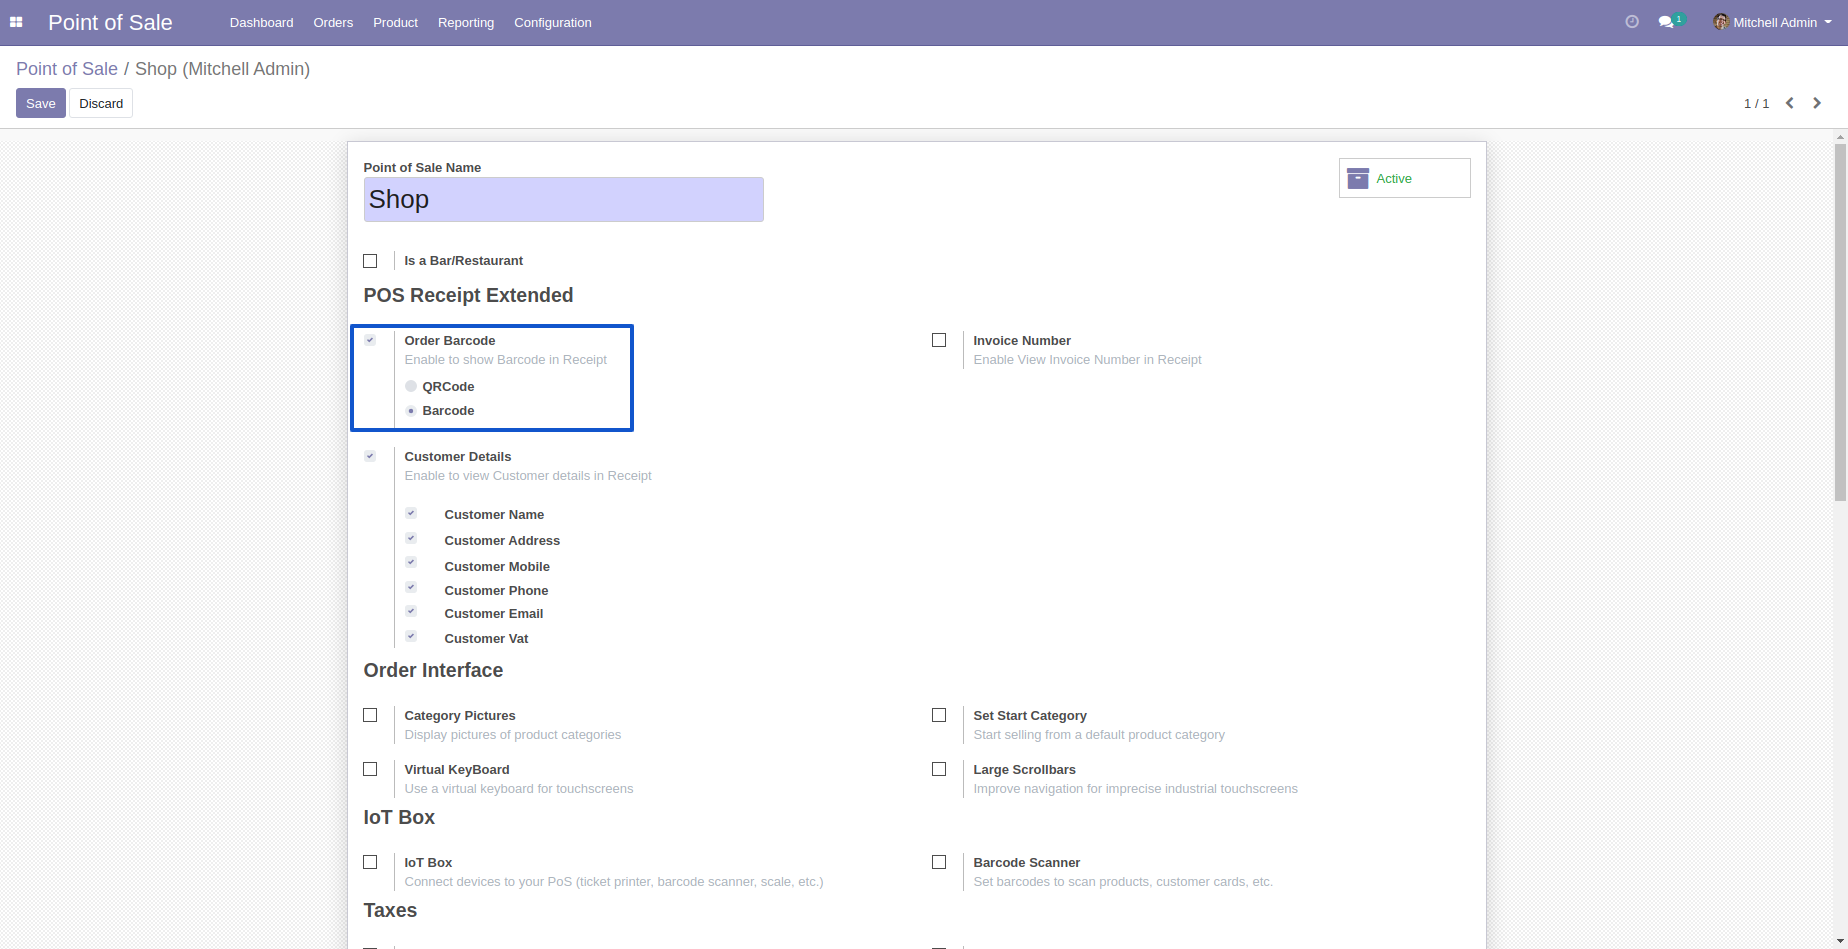 Point of Sale
Dashboard Orders Product Reporting Configuration
1
Mitchell Admin
Point of Sale / Shop (Mitchell Admin)
Save Discard
1 / 1
Point of Sale Name
Shop
Active
Is a Bar/Restaurant
POS Receipt Extended
Order Barcode
Enable to show Barcode in Receipt
QRCode
Barcode
Invoice Number
Enable View Invoice Number in Receipt
Customer Details
Enable to view Customer details in Receipt
Customer Name
Customer Address
Customer Mobile
Customer Phone
Customer Email
Customer Vat
Order Interface
Category Pictures
Display pictures of product categories
Set Start Category
Start selling from a default product category
Virtual KeyBoard
Use a virtual keyboard for touchscreens
Large Scrollbars
Improve navigation for imprecise industrial touchscreens
IoT Box
IoT Box
Connect devices to your PoS (ticket printer, barcode scanner, scale, etc.)
Barcode Scanner
Set barcodes to scan products, customer cards, etc.
Taxes